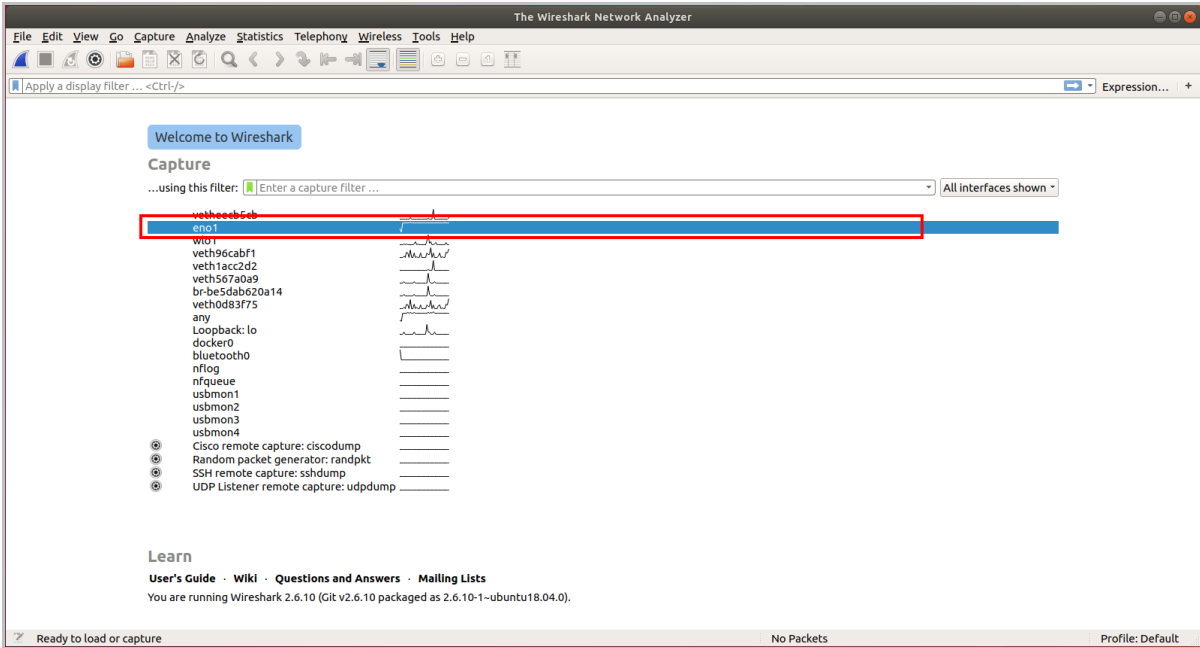 The Wireshark Network Analyzer
File Edit View Go Capture Analyze Statistics Telephony Wireless Tools Help
Apply a display filter … <Ctrl-/> Expression… +
Welcome to Wireshark
Capture
…using this filter: Enter a capture filter … All interfaces shown
vetheecb5cb
eno1
wlo1
veth96cabf1
veth1acc2d2
veth567a0a9
br-be5dab620a14
veth0d83f75
any
Loopback: lo
docker0
bluetooth0
nflog
nfqueue
usbmon1
usbmon2
usbmon3
usbmon4
Cisco remote capture: ciscodump
Random packet generator: randpkt
SSH remote capture: sshdump
UDP Listener remote capture: udpdump
Learn
User's Guide · Wiki · Questions and Answers · Mailing Lists
You are running Wireshark 2.6.10 (Git v2.6.10 packaged as 2.6.10-1~ubuntu18.04.0).
Ready to load or capture No Packets Profile: Default